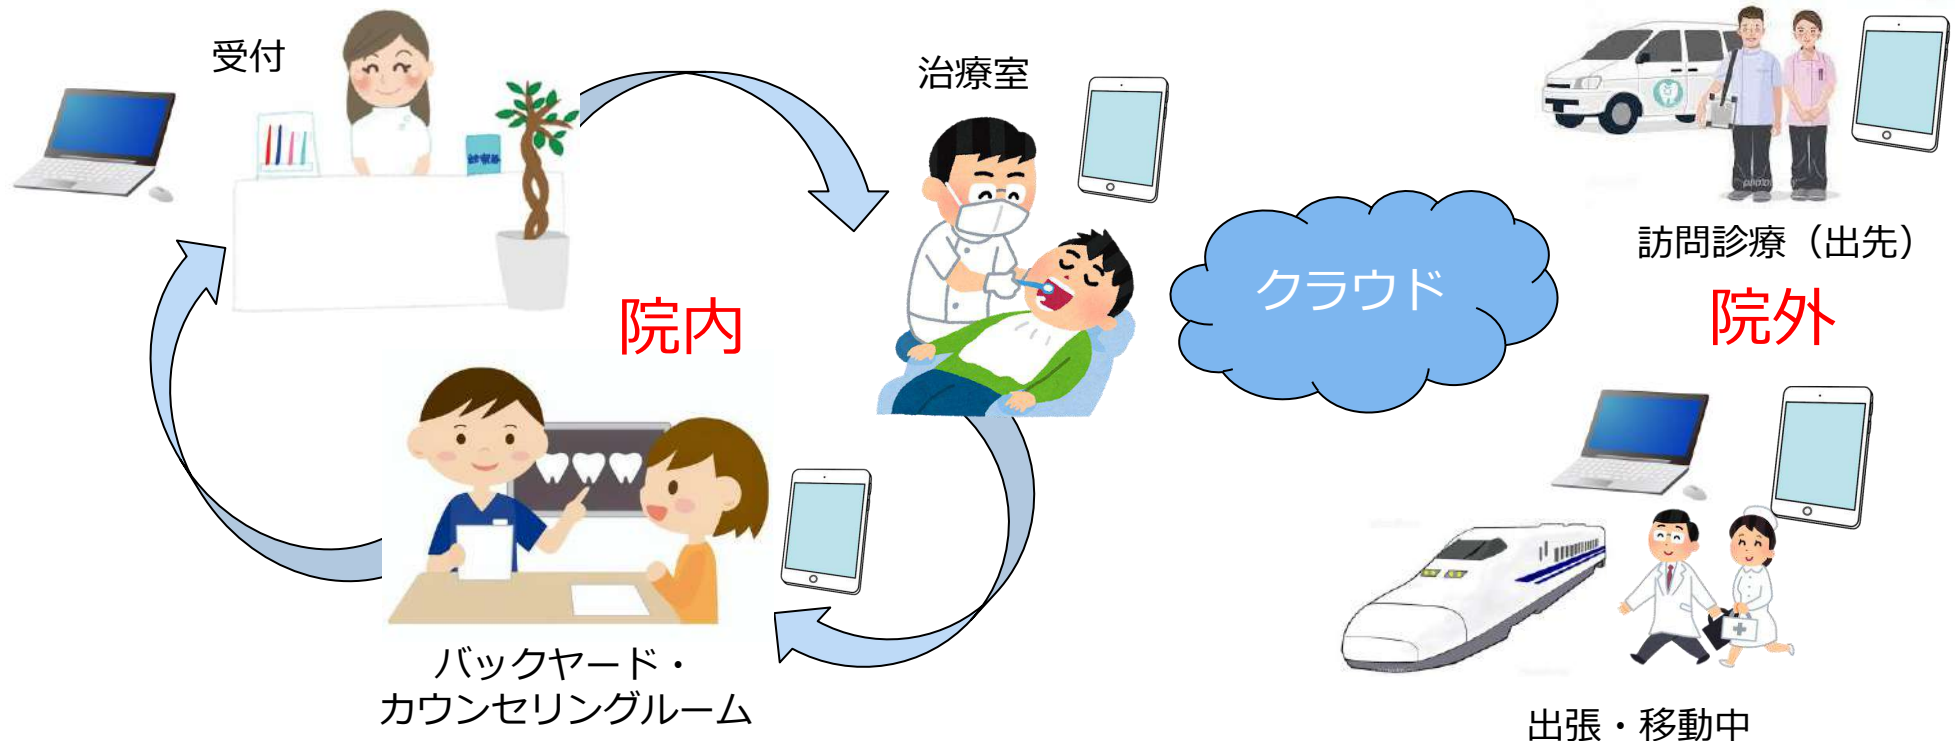 受付
治療室
院内
クラウド
訪問診療（出先）
院外
バックヤード・
カウンセリングルーム
出張・移動中